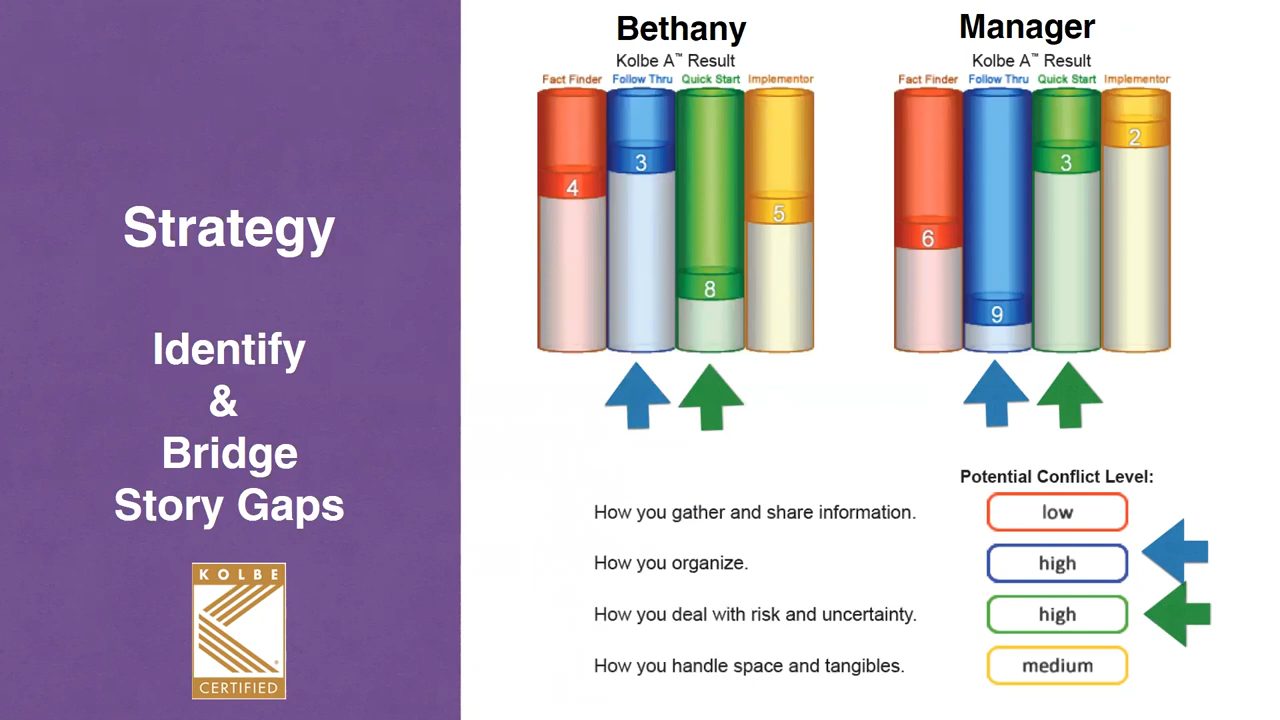 Strategy
Identify
&
Bridge
Story Gaps
KOLBE
®
CERTIFIED
Bethany
Kolbe A™ Result
Fact Finder Follow Thru Quick Start Implementor
4 3 8 5
Manager
Kolbe A™ Result
Fact Finder Follow Thru Quick Start Implementor
6 9 3 2
Potential Conflict Level:
How you gather and share information. low
How you organize. high
How you deal with risk and uncertainty. high
How you handle space and tangibles. medium